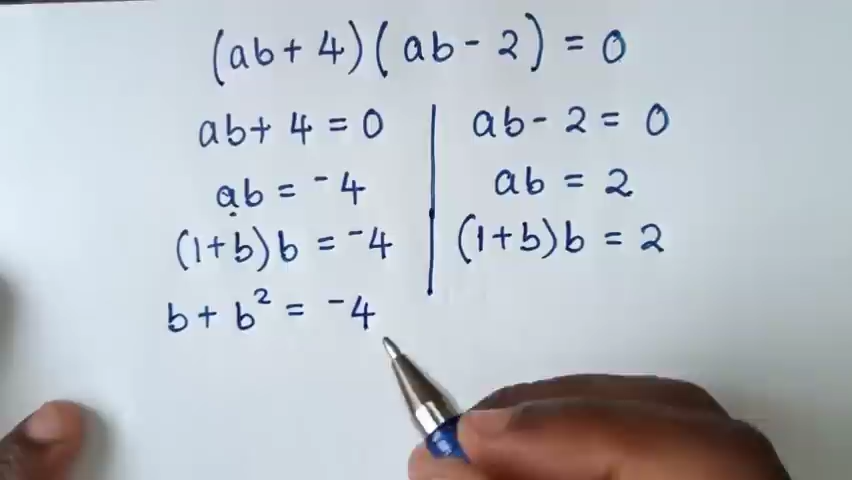 (ab + 4)(ab - 2) = 0
ab + 4 = 0
ab = -4
(1+b)b = -4
b + b² = -4
ab - 2 = 0
ab = 2
(1+b)b = 2